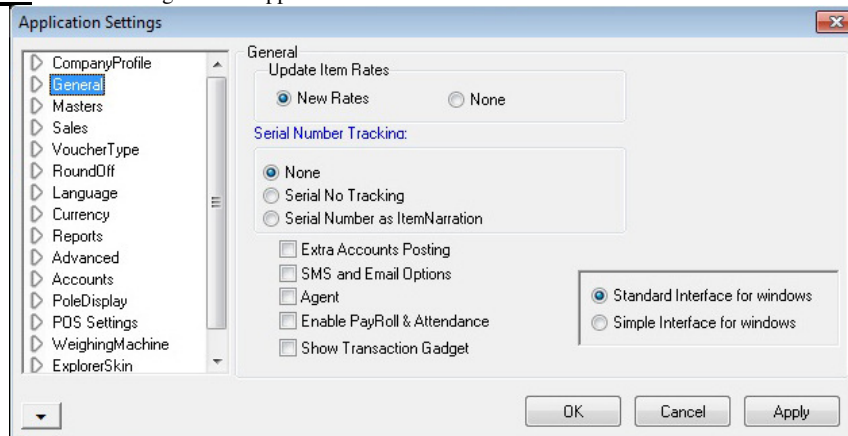 Application Settings
CompanyProfile
General
Masters
Sales
VoucherType
RoundOff
Language
Currency
Reports
Advanced
Accounts
PoleDisplay
POS Settings
WeighingMachine
ExplorerSkin
General
Update Item Rates
New Rates
None
Serial Number Tracking:
None
Serial No Tracking
Serial Number as ItemNarration
Extra Accounts Posting
SMS and Email Options
Agent
Enable PayRoll & Attendance
Show Transaction Gadget
Standard Interface for windows
Simple Interface for windows
OK
Cancel
Apply